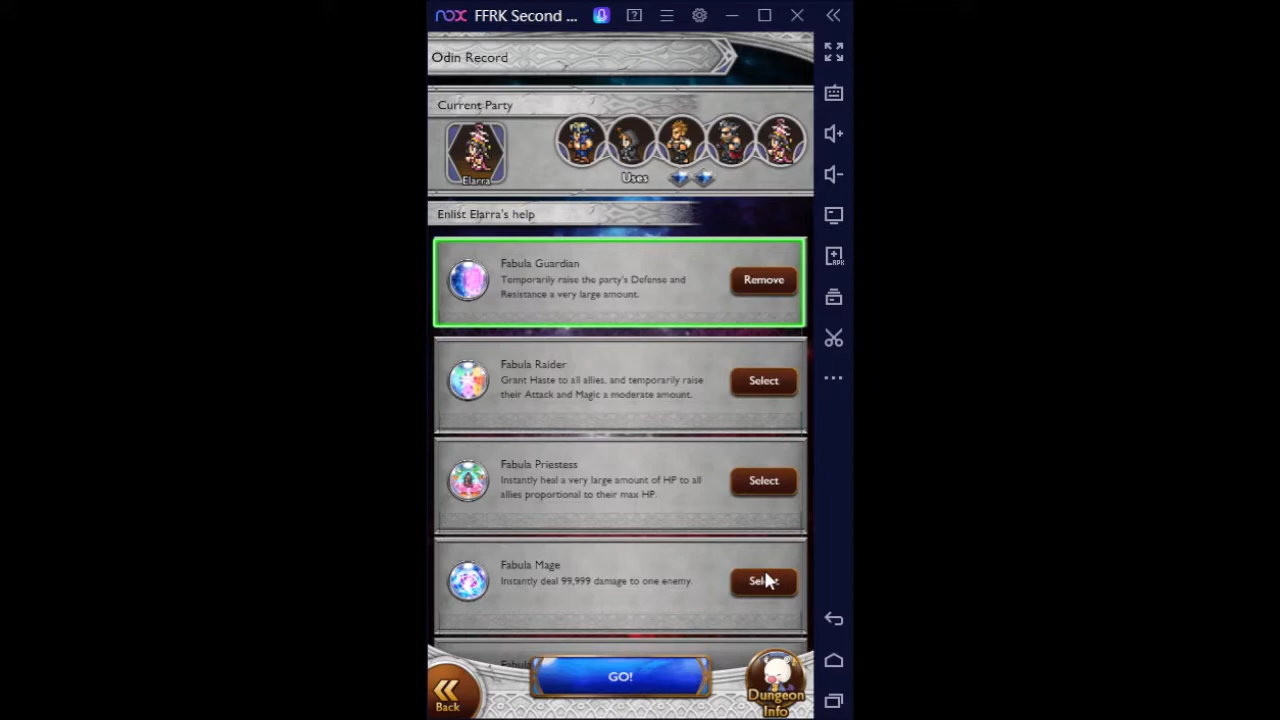 nox FFRK Second ...
Odin Record
Current Party
Elarra
Uses
Enlist Elarra's help
Fabula Guardian
Temporarily raise the party's Defense and
Resistance a very large amount.
Remove
Fabula Raider
Grant Haste to all allies, and temporarily raise
their Attack and Magic a moderate amount.
Select
Fabula Priestess
Instantly heal a very large amount of HP to all
allies proportional to their max HP.
Select
Fabula Mage
Instantly deal 99,999 damage to one enemy.
Select
GO!
Back
Dungeon
Info
APK